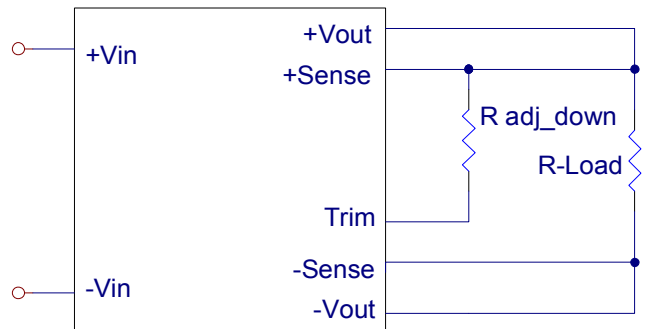 +Vout
+Vin
+Sense
R adj_down
R-Load
Trim
-Sense
-Vin
-Vout